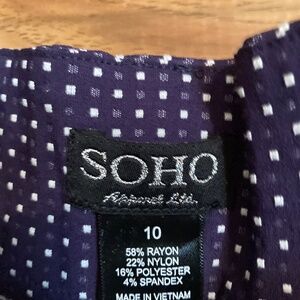 SOHO
Apparel Ltd.
10
58% RAYON
22% NYLON
16% POLYESTER
4% SPANDEX
MADE IN VIETNAM